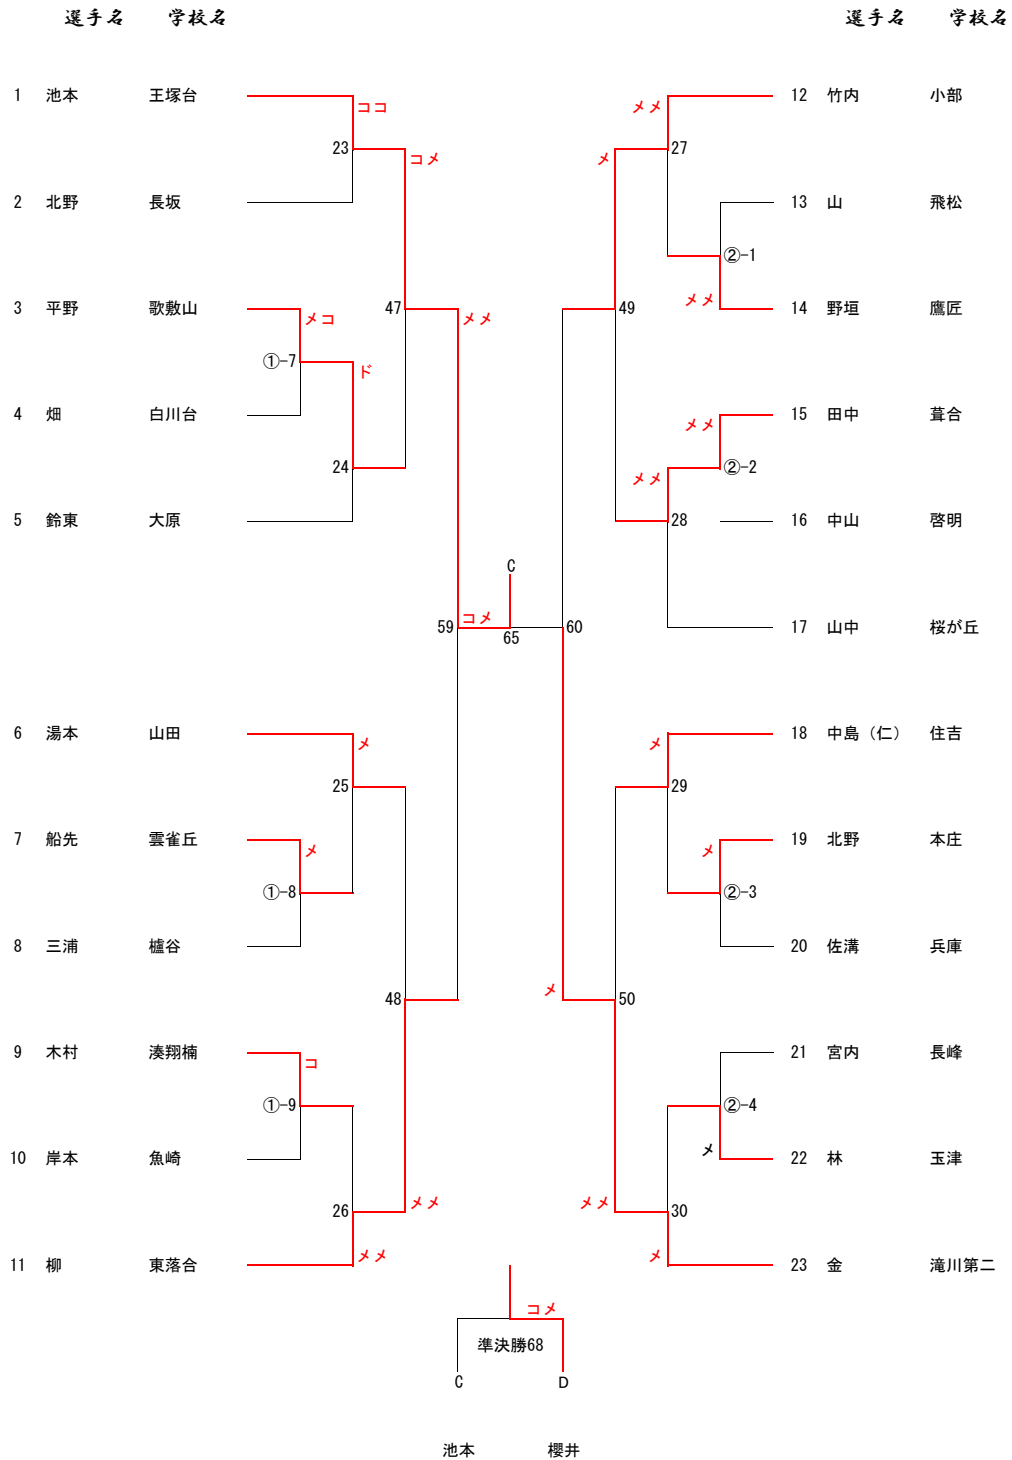 選手名 学校名 選手名 学校名
1 池本 王塚台 ココ メメ 12 竹内 小部
23 コメ メ 27
2 北野 長坂 13 山 飛松
②-1
3 平野 歌敷山 メコ 47 メメ 49 メメ 14 野垣 鷹匠
①-7 ド
4 畑 白川台 メメ 15 田中 葺合
24 メメ ②-2
5 鈴東 大原 28 16 中山 啓明
C
59 コメ 65 60 17 山中 桜が丘
6 湯本 山田 メ メ 18 中島（仁） 住吉
25 29
7 船先 雲雀丘 メ メ 19 北野 本庄
①-8 ②-3
8 三浦 櫨谷 20 佐溝 兵庫
48 メ 50
9 木村 湊翔楠 コ 21 宮内 長峰
①-9 ②-4
10 岸本 魚崎 メ 22 林 玉津
26 メメ メメ 30
11 柳 東落合 メメ メ 23 金 滝川第二
コメ
準決勝68
C D
池本 櫻井